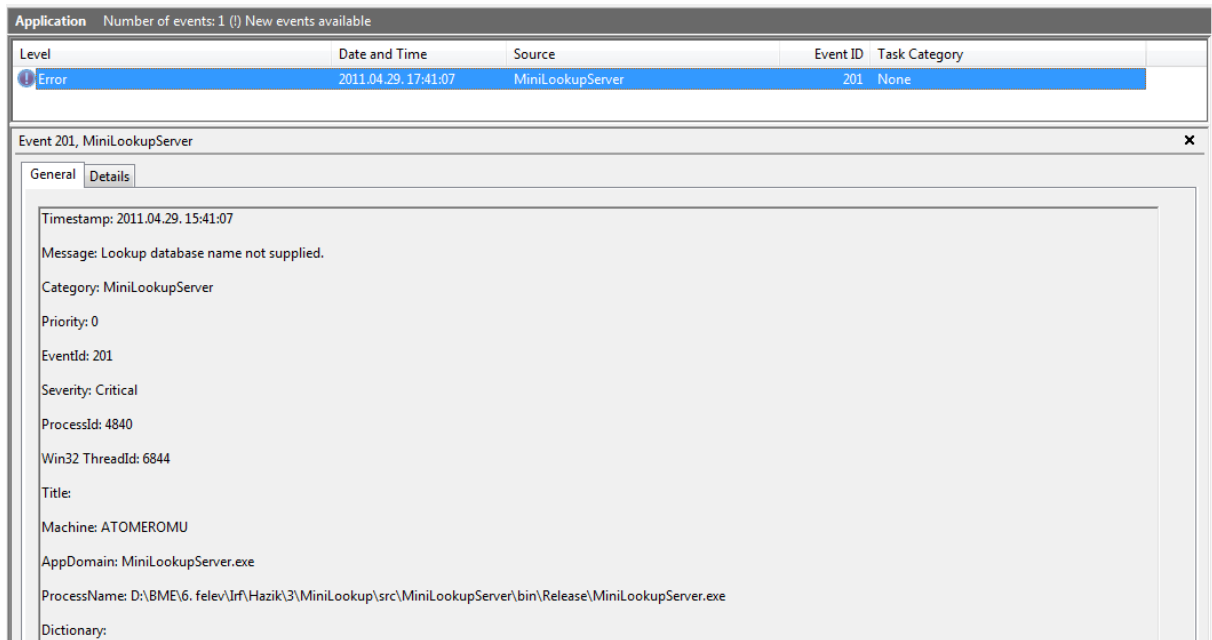 Application Number of events: 1 (!) New events available
Level Date and Time Source Event ID Task Category
Error 2011.04.29. 17:41:07 MiniLookupServer 201 None
Event 201, MiniLookupServer
General Details
Timestamp: 2011.04.29. 15:41:07
Message: Lookup database name not supplied.
Category: MiniLookupServer
Priority: 0
EventId: 201
Severity: Critical
ProcessId: 4840
Win32 ThreadId: 6844
Title:
Machine: ATOMEROMU
AppDomain: MiniLookupServer.exe
ProcessName: D:\BME\6. felev\Irf\Hazik\3\MiniLookup\src\MiniLookupServer\bin\Release\MiniLookupServer.exe
Dictionary: